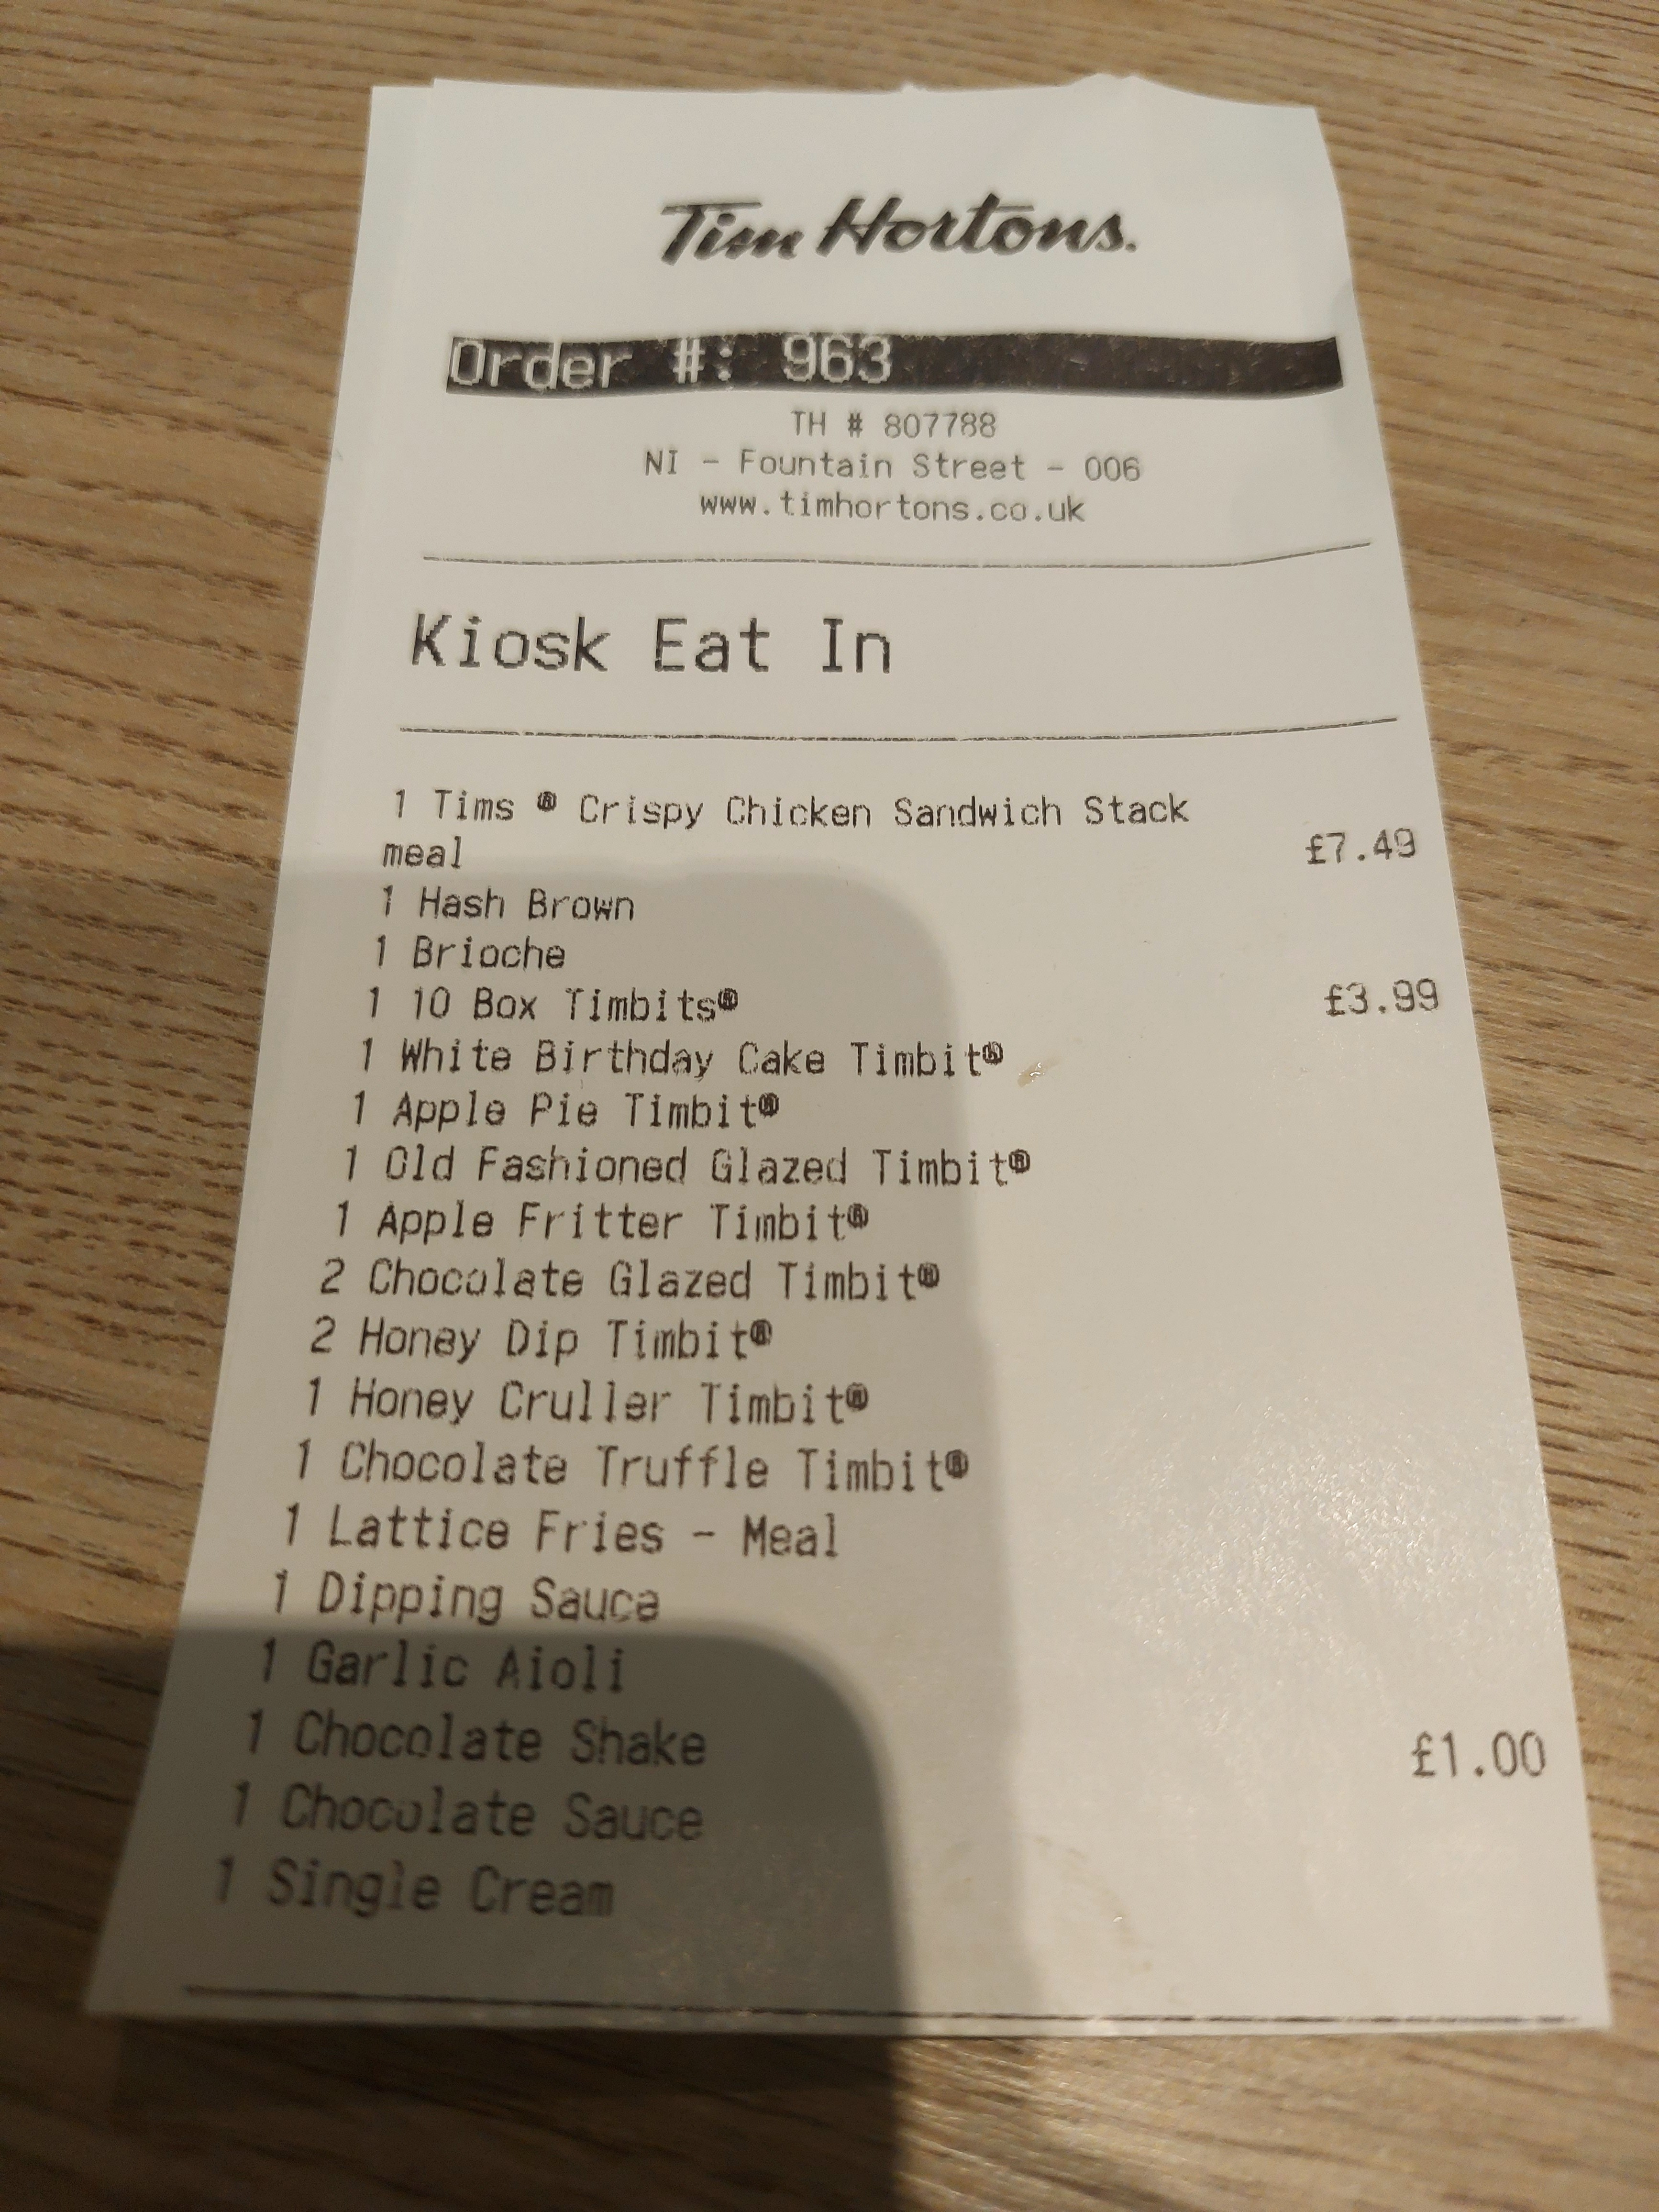 Tim Hortons.
Order #: 963
TH # 807788
NI - Fountain Street - 006
www.timhortons.co.uk
Kiosk Eat In
1 Tims ® Crispy Chicken Sandwich Stack
meal £7.49
1 Hash Brown
1 Brioche
1 10 Box Timbits® £3.99
1 White Birthday Cake Timbit®
1 Apple Pie Timbit®
1 Old Fashioned Glazed Timbit®
1 Apple Fritter Timbit®
2 Chocolate Glazed Timbit®
2 Honey Dip Timbit®
1 Honey Cruller Timbit®
1 Chocolate Truffle Timbit®
1 Lattice Fries - Meal
1 Dipping Sauce
1 Garlic Aioli
1 Chocolate Shake £1.00
1 Chocolate Sauce
1 Single Cream